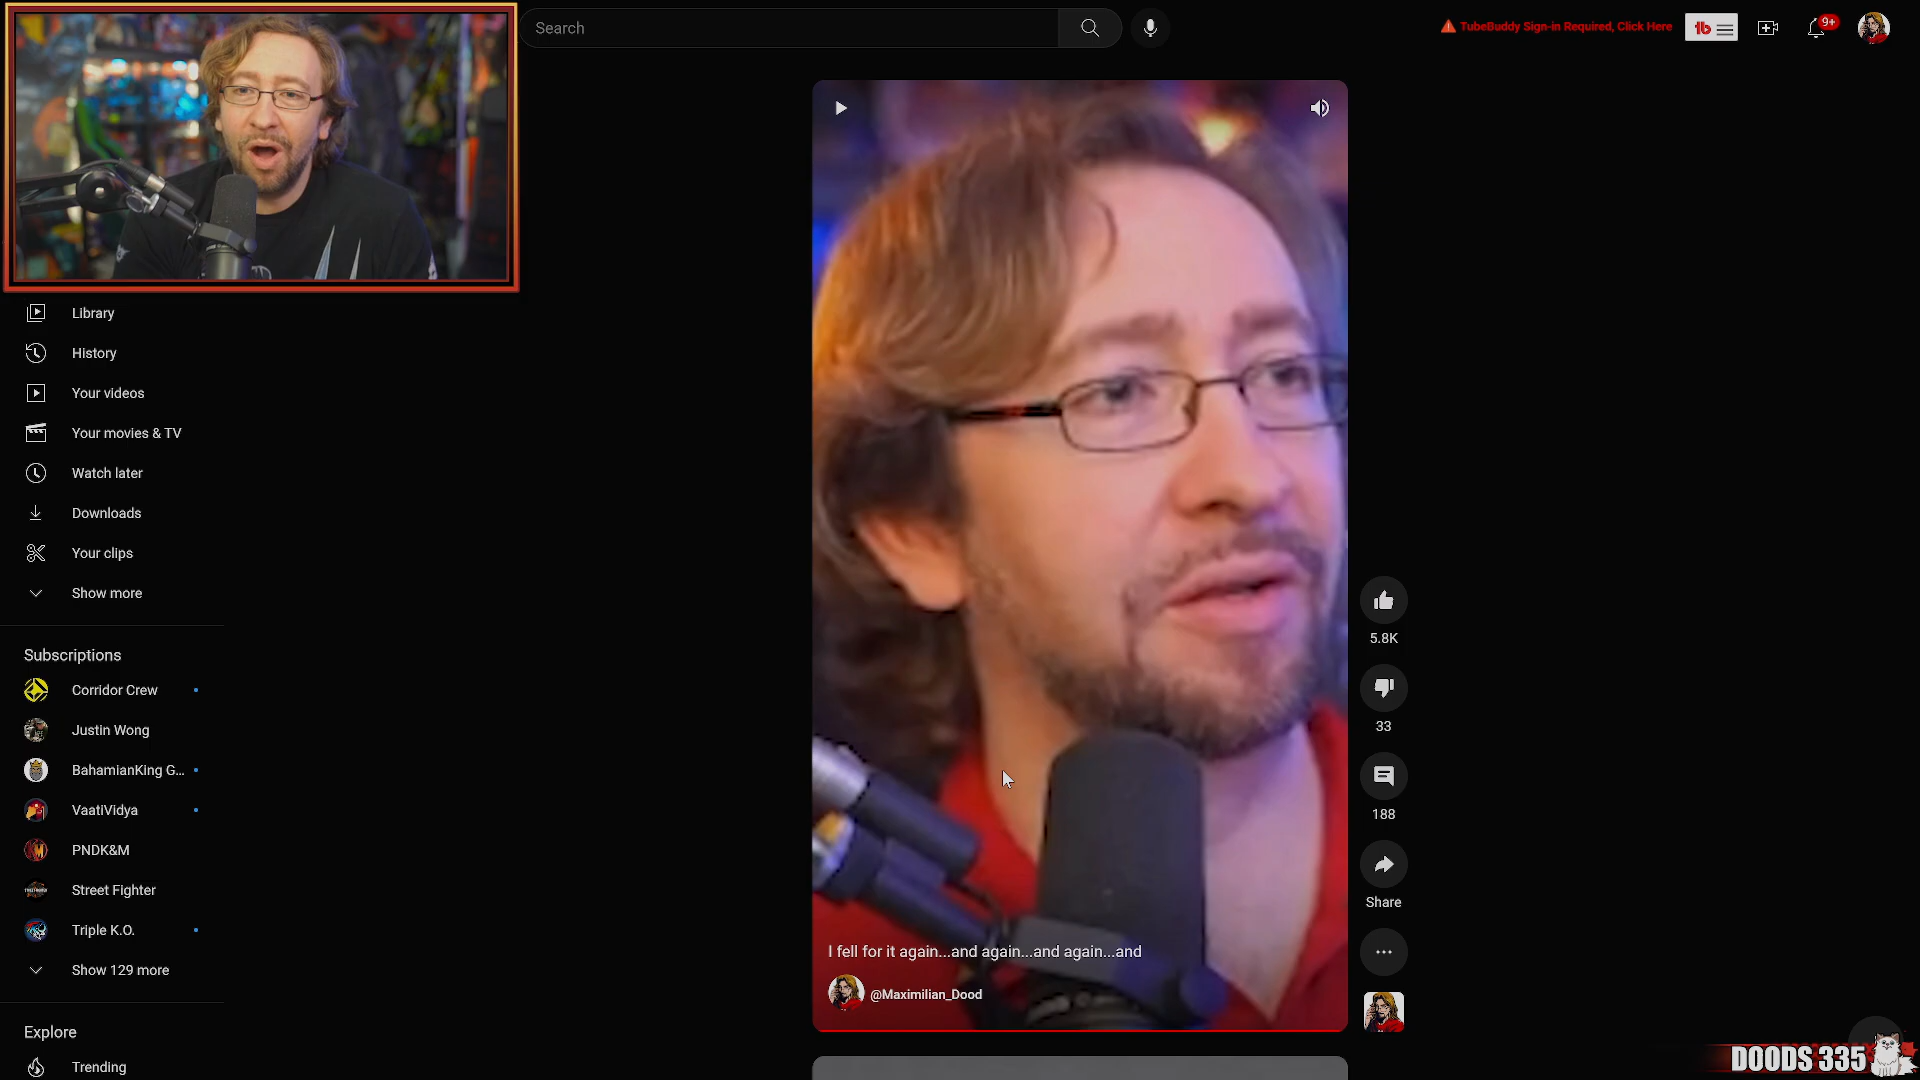 Search
TubeBuddy Sign-in Required, Click Here
tb
9+
Library
History
Your videos
Your movies & TV
Watch later
Downloads
Your clips
Show more
Subscriptions
Corridor Crew
Justin Wong
BahamianKing G...
VaatiVidya
PNDK&M
Street Fighter
Triple K.O.
Show 129 more
Explore
Trending
I fell for it again...and again...and again...and
@Maximilian_Dood
5.8K
33
188
Share
DOODS 335